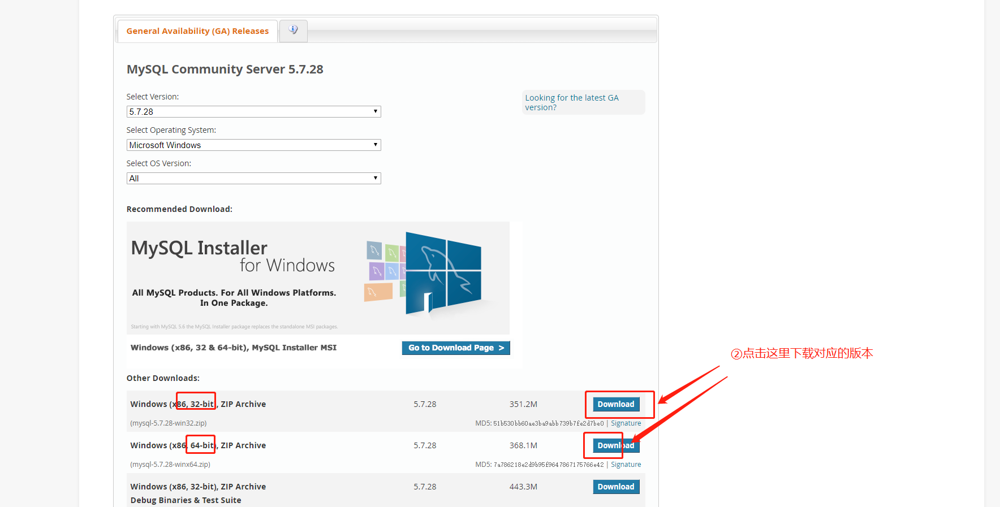 General Availability (GA) Releases
MySQL Community Server 5.7.28
Select Version:
5.7.28
Looking for the latest GA
version?
Select Operating System:
Microsoft Windows
Select OS Version:
All
Recommended Download:
MySQL Installer
for Windows
All MySQL Products. For All Windows Platforms.
In One Package.
Starting with MySQL 5.6 the MySQL Installer package replaces the standalone MSI packages.
Windows (x86, 32 & 64-bit), MySQL Installer MSI
Go to Download Page >
②点击这里下载对应的版本
Other Downloads:
Windows (x86, 32-bit), ZIP Archive 5.7.28 351.2M Download
(mysql-5.7.28-win32.zip) MD5: 51b530bb60ae3ba9abb739b7fe2d7be0 | Signature
Windows (x86, 64-bit), ZIP Archive 5.7.28 368.1M Download
(mysql-5.7.28-winx64.zip) MD5: 7a786218e2d9b95f9647867175766e42 | Signature
Windows (x86, 32-bit), ZIP Archive 5.7.28 443.3M Download
Debug Binaries & Test Suite